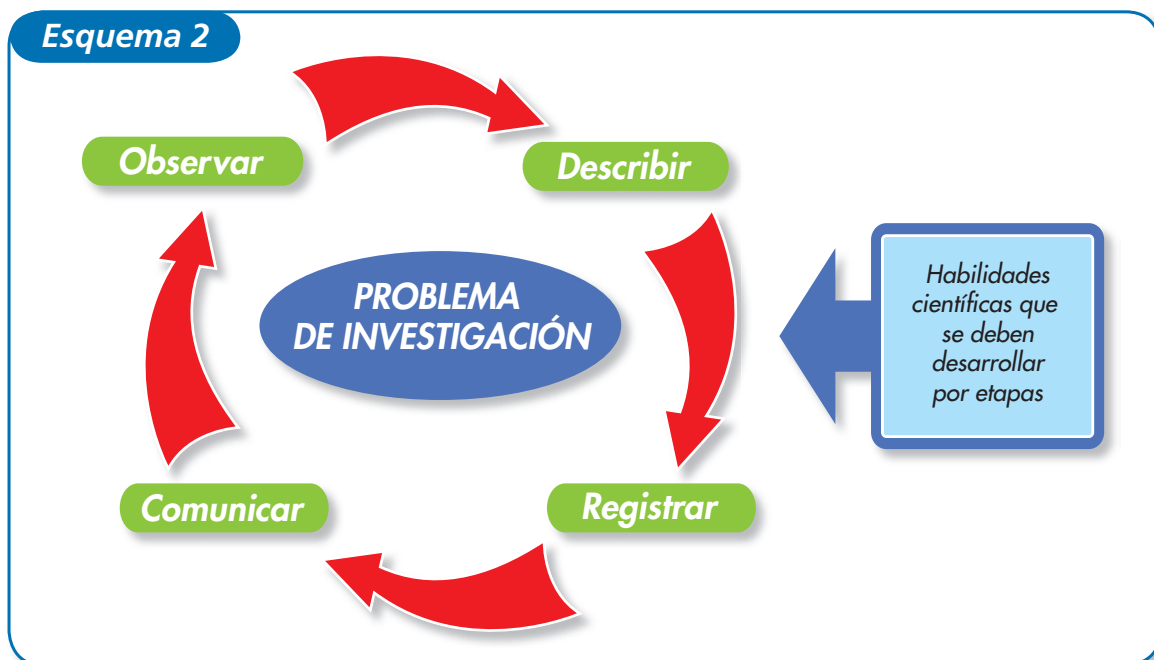 Esquema 2
Observar
Describir
PROBLEMA
DE INVESTIGACIÓN
Habilidades
científicas que
se deben
desarrollar
por etapas
Comunicar
Registrar